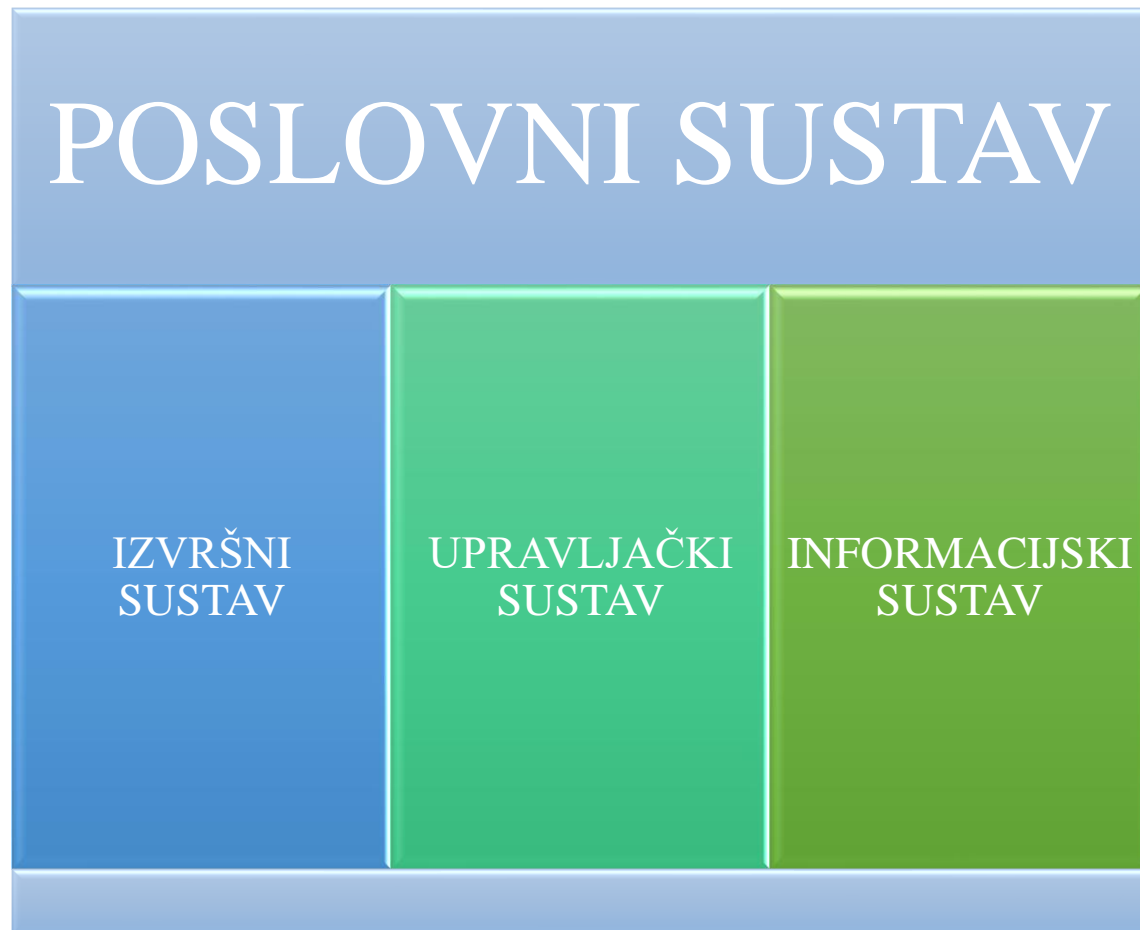 POSLOVNI SUSTAV
IZVRŠNI
SUSTAV
UPRAVLJAČKI
SUSTAV
INFORMACIJSKI
SUSTAV